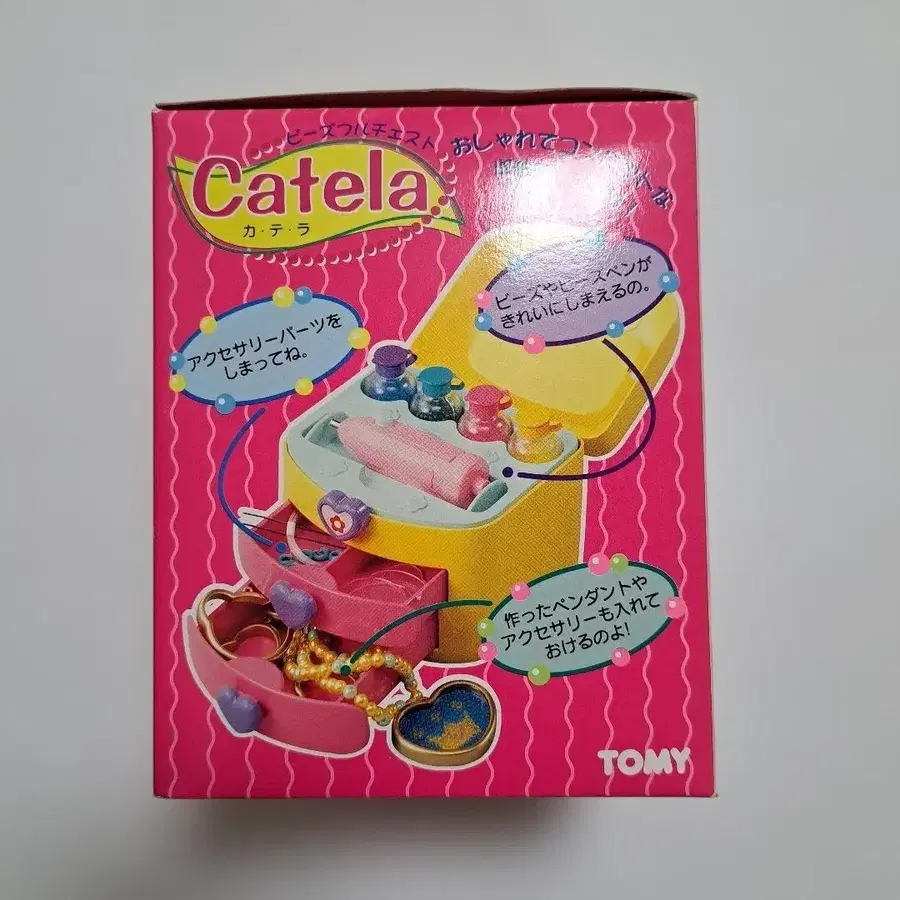 ビーズフルチェスト
Catela
カ・テ・ラ
おしゃれでコン
な
ビーズやビーズペンが
きれいにしまえるの。
アクセサリーパーツを
しまってね。
作ったペンダントや
アクセサリーも入れて
おけるのよ!
TOMY